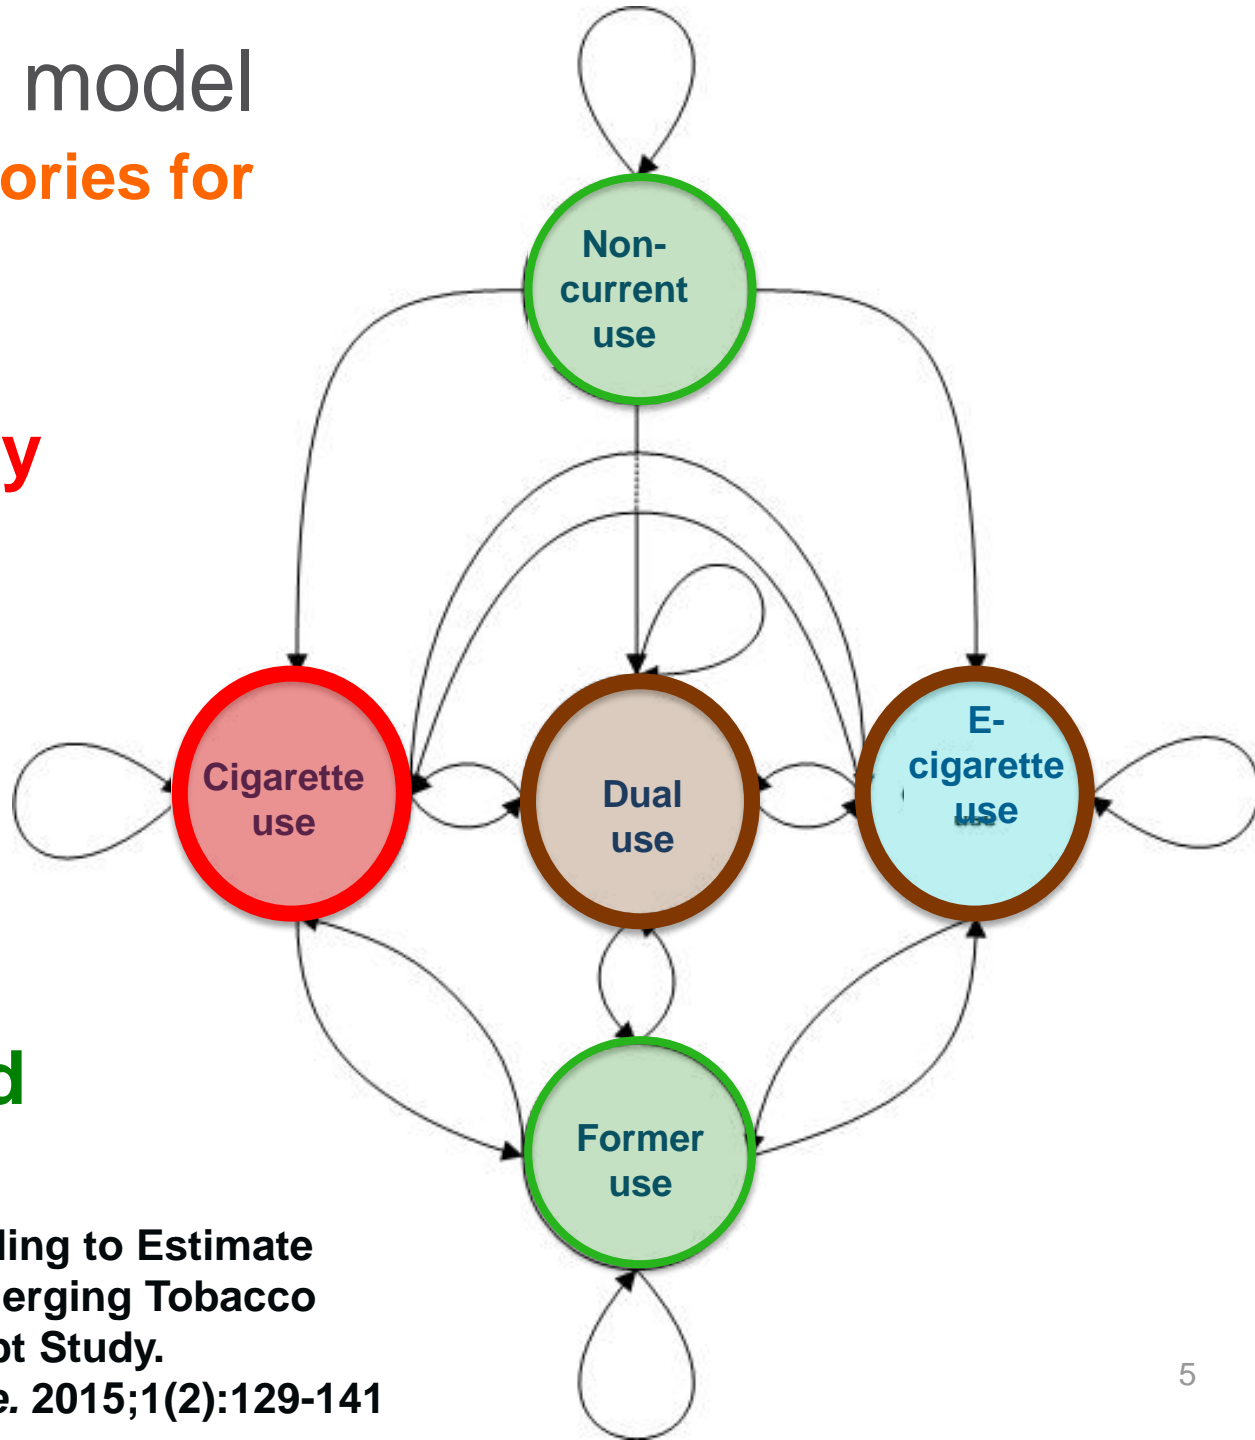 model
ories for
Non-
current
use
y
Cigarette
use
Dual
use
E-
cigarette
use
d
Former
use
ling to Estimate
erging Tobacco
pt Study.
e. 2015;1(2):129-141
5